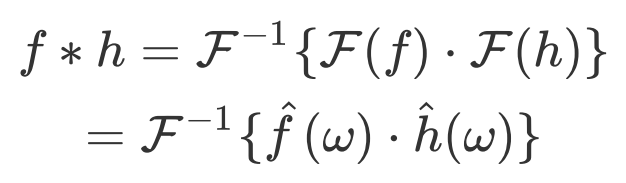 f ∗ h = ℱ⁻¹{ℱ(f) · ℱ(h)}
= ℱ⁻¹{f̂(ω) · ĥ(ω)}